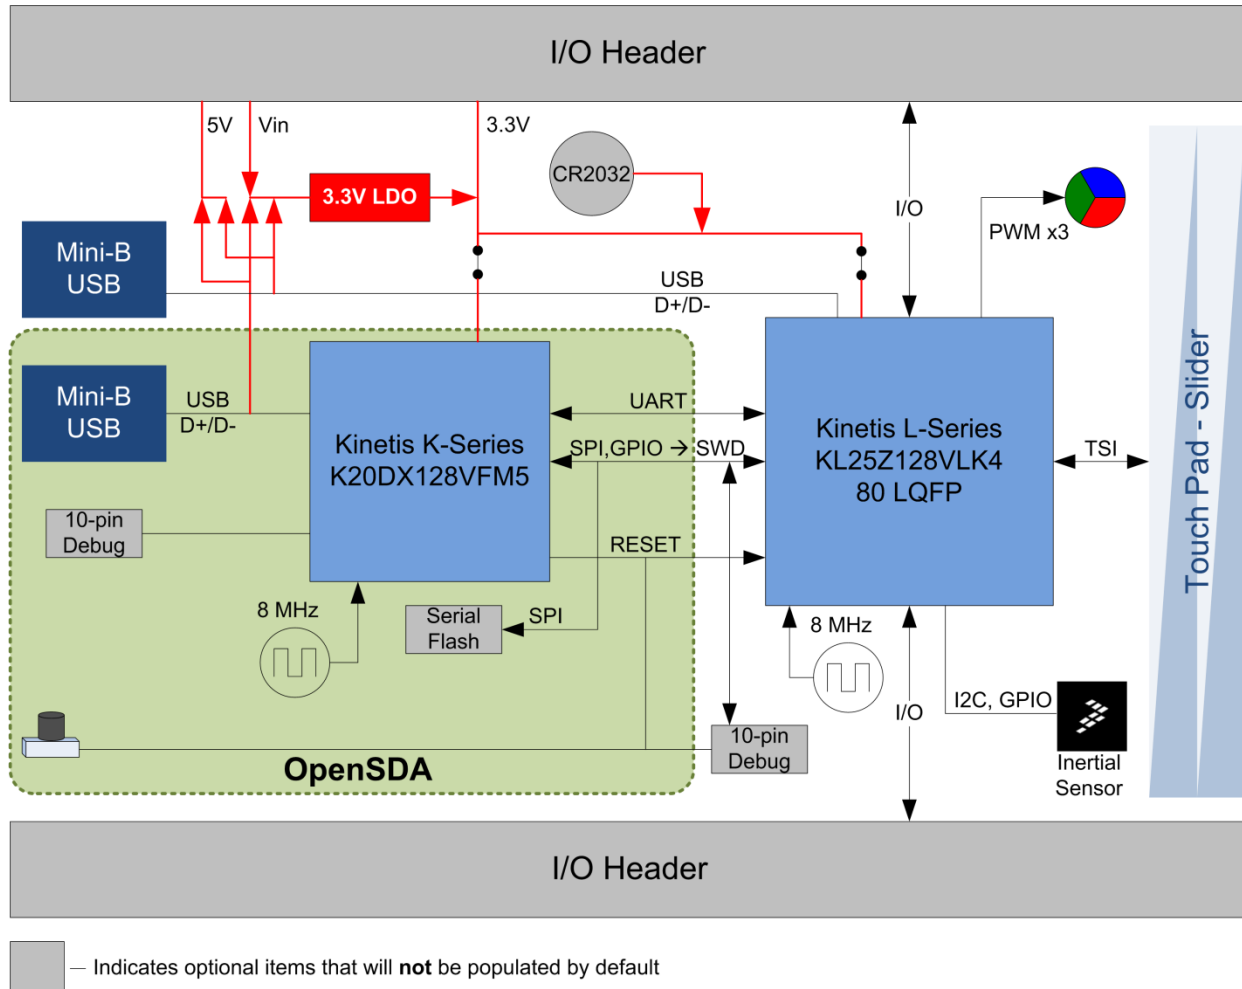 I/O Header
5V
Vin
3.3V
3.3V LDO
CR2032
I/O
PWM x3
Mini-B
USB
USB
D+/D-
Mini-B
USB
USB
D+/D-
Kinetis K-Series
K20DX128VFM5
UART
SPI,GPIO → SWD
RESET
Kinetis L-Series
KL25Z128VLK4
80 LQFP
TSI
Touch Pad - Slider
10-pin
Debug
8 MHz
Serial
Flash
SPI
8 MHz
I/O
I2C, GPIO
Inertial
Sensor
10-pin
Debug
OpenSDA
I/O Header
— Indicates optional items that will not be populated by default